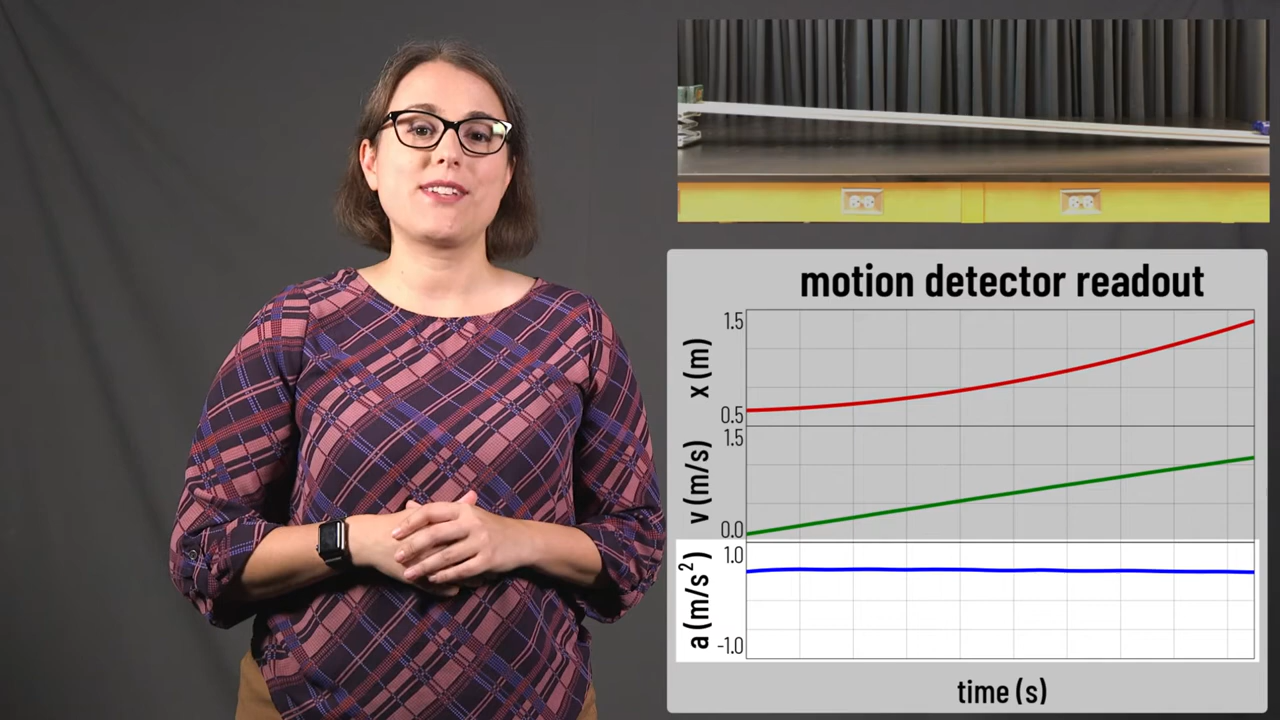 motion detector readout
1.5
x (m)
0.5
1.5
v (m/s)
0.0
1.0
a (m/s²)
-1.0
time (s)